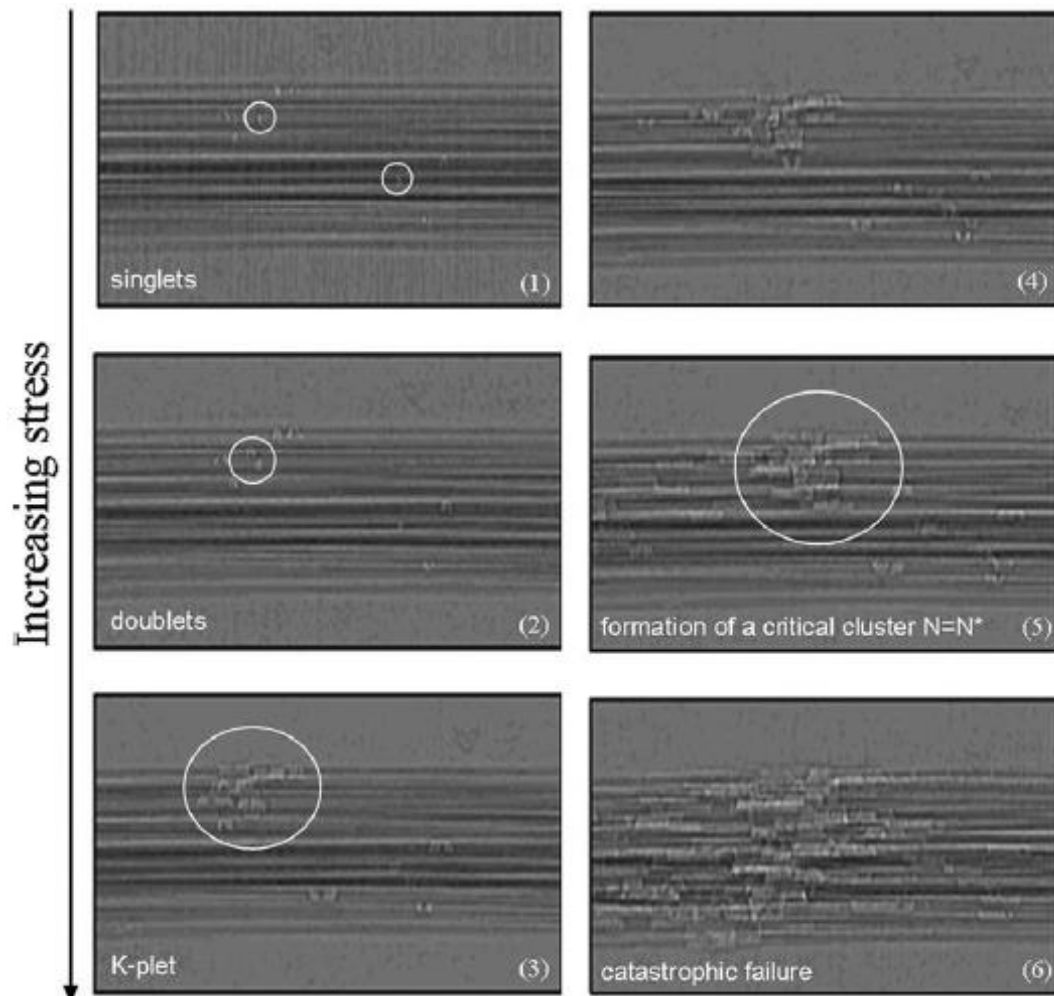 Increasing stress
singlets (1)
doublets (2)
K-plet (3)
(4)
formation of a critical cluster N=N* (5)
catastrophic failure (6)